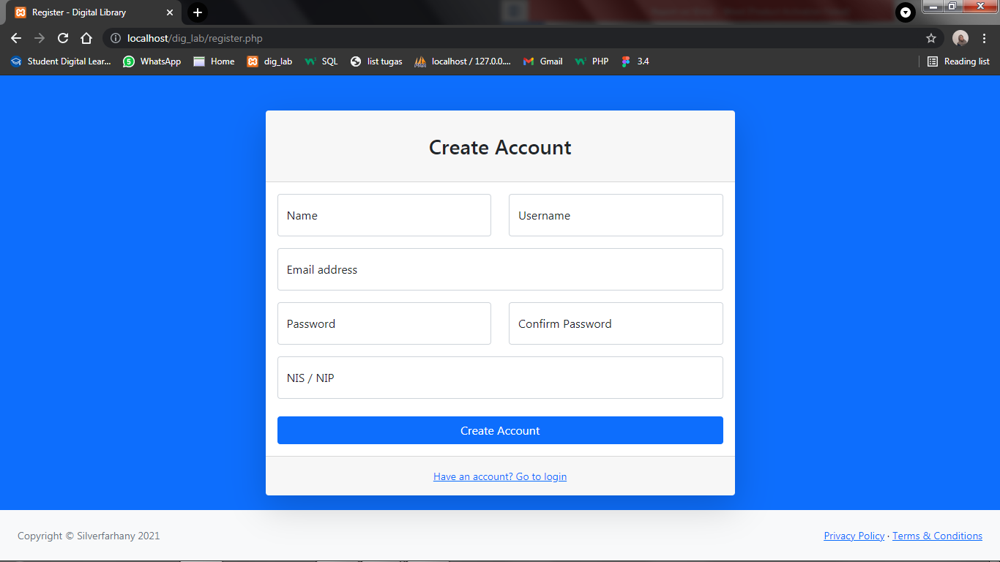 Register - Digital Library
localhost/dig_lab/register.php
Student Digital Lear... 5 WhatsApp Home dig_lab SQL list tugas localhost / 127.0.0.... Gmail PHP 3.4 Reading list
Create Account
Name Username
Email address
Password Confirm Password
NIS / NIP
Create Account
Have an account? Go to login
Copyright © Silverfarhany 2021 Privacy Policy · Terms & Conditions